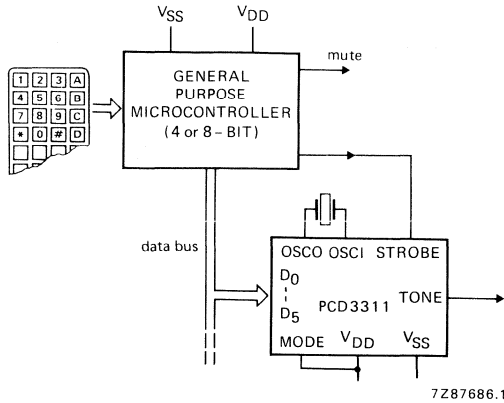 VSS
VDD
mute
1 2 3 A
4 5 6 B
7 8 9 C
* 0 # D
GENERAL
PURPOSE
MICROCONTROLLER
(4 or 8-BIT)
data bus
OSCO OSCI STROBE
D0
D5
PCD3311
TONE
MODE VDD VSS
7Z87686.1